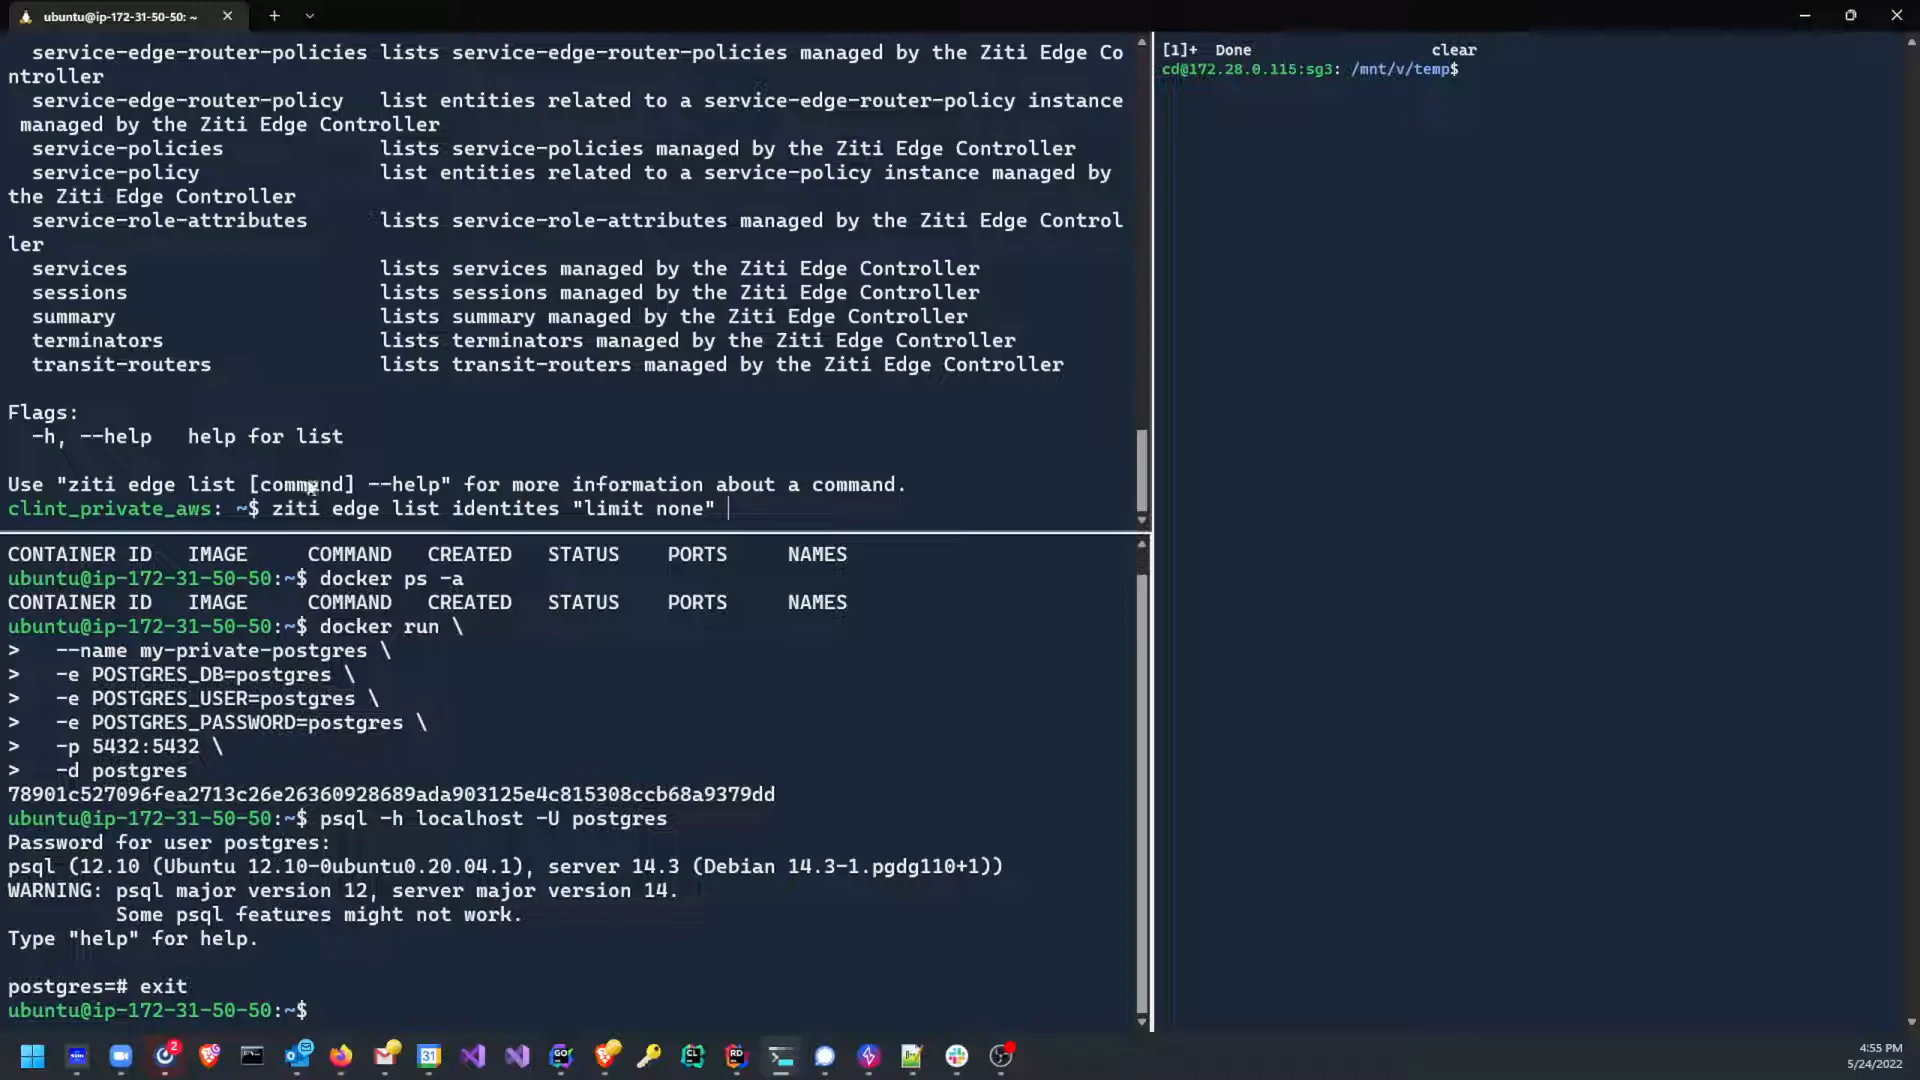 ubuntu@ip-172-31-50-50: ~
service-edge-router-policies lists service-edge-router-policies managed by the Ziti Edge Co
ntroller
service-edge-router-policy   list entities related to a service-edge-router-policy instance
managed by the Ziti Edge Controller
service-policies             lists service-policies managed by the Ziti Edge Controller
service-policy               list entities related to a service-policy instance managed by
the Ziti Edge Controller
service-role-attributes      lists service-role-attributes managed by the Ziti Edge Control
ler
services                     lists services managed by the Ziti Edge Controller
sessions                     lists sessions managed by the Ziti Edge Controller
summary                      lists summary managed by the Ziti Edge Controller
terminators                  lists terminators managed by the Ziti Edge Controller
transit-routers              lists transit-routers managed by the Ziti Edge Controller
Flags:
-h, --help   help for list
Use "ziti edge list [command] --help" for more information about a command.
clint_private_aws: ~$ ziti edge list identites "limit none"
CONTAINER ID   IMAGE     COMMAND   CREATED   STATUS    PORTS     NAMES
ubuntu@ip-172-31-50-50:~$ docker ps -a
CONTAINER ID   IMAGE     COMMAND   CREATED   STATUS    PORTS     NAMES
ubuntu@ip-172-31-50-50:~$ docker run \
>   --name my-private-postgres \
>   -e POSTGRES_DB=postgres \
>   -e POSTGRES_USER=postgres \
>   -e POSTGRES_PASSWORD=postgres \
>   -p 5432:5432 \
>   -d postgres
78901c527096fea2713c26e26360928689ada903125e4c815308ccb68a9379dd
ubuntu@ip-172-31-50-50:~$ psql -h localhost -U postgres
Password for user postgres:
psql (12.10 (Ubuntu 12.10-0ubuntu0.20.04.1), server 14.3 (Debian 14.3-1.pgdg110+1))
WARNING: psql major version 12, server major version 14.
Some psql features might not work.
Type "help" for help.
postgres=# exit
ubuntu@ip-172-31-50-50:~$
[1]+  Done                    clear
cd@172.28.0.115:sg3: /mnt/v/temp$
2
31
GO
CL
RD
4:55 PM
5/24/2022